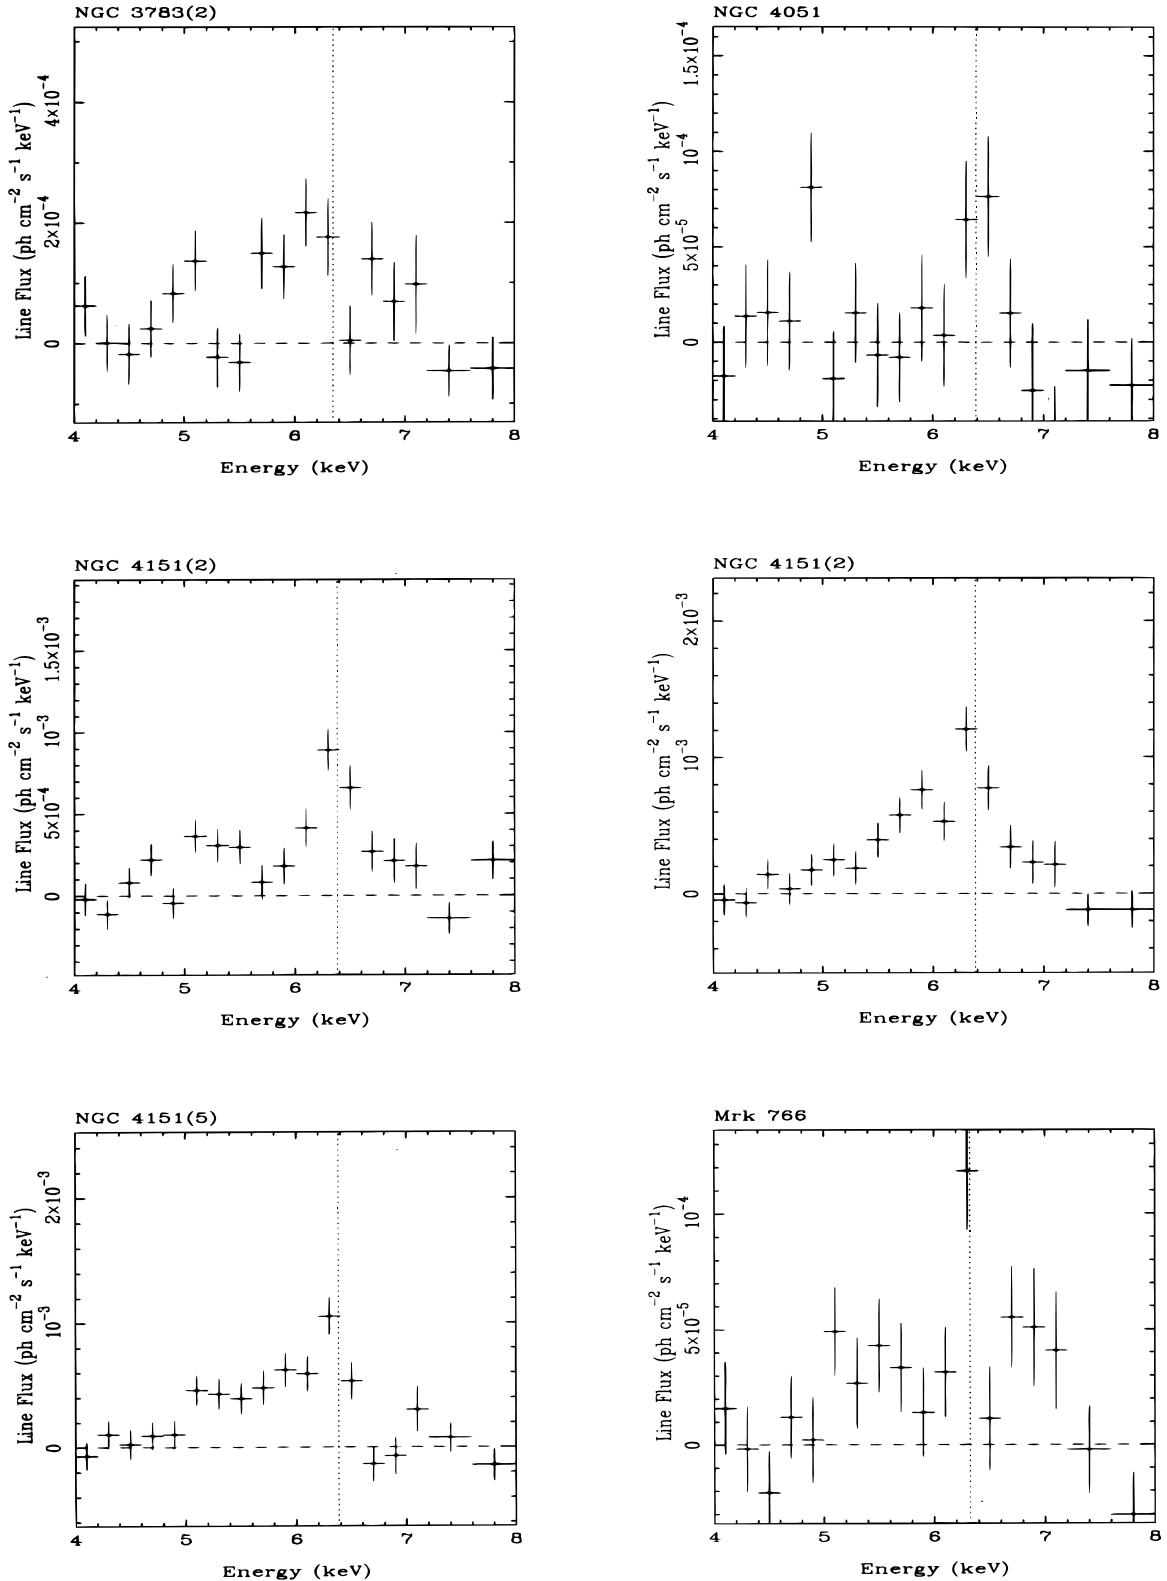 NGC 3783(2)
Line Flux (ph cm⁻² s⁻¹ keV⁻¹)
4×10⁻⁴
2×10⁻⁴
0
4 5 6 7 8
Energy (keV)
NGC 4051
Line Flux (ph cm⁻² s⁻¹ keV⁻¹)
1.5×10⁻⁴
10⁻⁴
5×10⁻⁵
0
4 5 6 7 8
Energy (keV)
NGC 4151(2)
Line Flux (ph cm⁻² s⁻¹ keV⁻¹)
1.5×10⁻³
10⁻³
5×10⁻⁴
0
4 5 6 7 8
Energy (keV)
NGC 4151(2)
Line Flux (ph cm⁻² s⁻¹ keV⁻¹)
2×10⁻³
10⁻³
0
4 5 6 7 8
Energy (keV)
NGC 4151(5)
Line Flux (ph cm⁻² s⁻¹ keV⁻¹)
2×10⁻³
10⁻³
0
4 5 6 7 8
Energy (keV)
Mrk 766
Line Flux (ph cm⁻² s⁻¹ keV⁻¹)
10⁻⁴
5×10⁻⁵
0
4 5 6 7 8
Energy (keV)